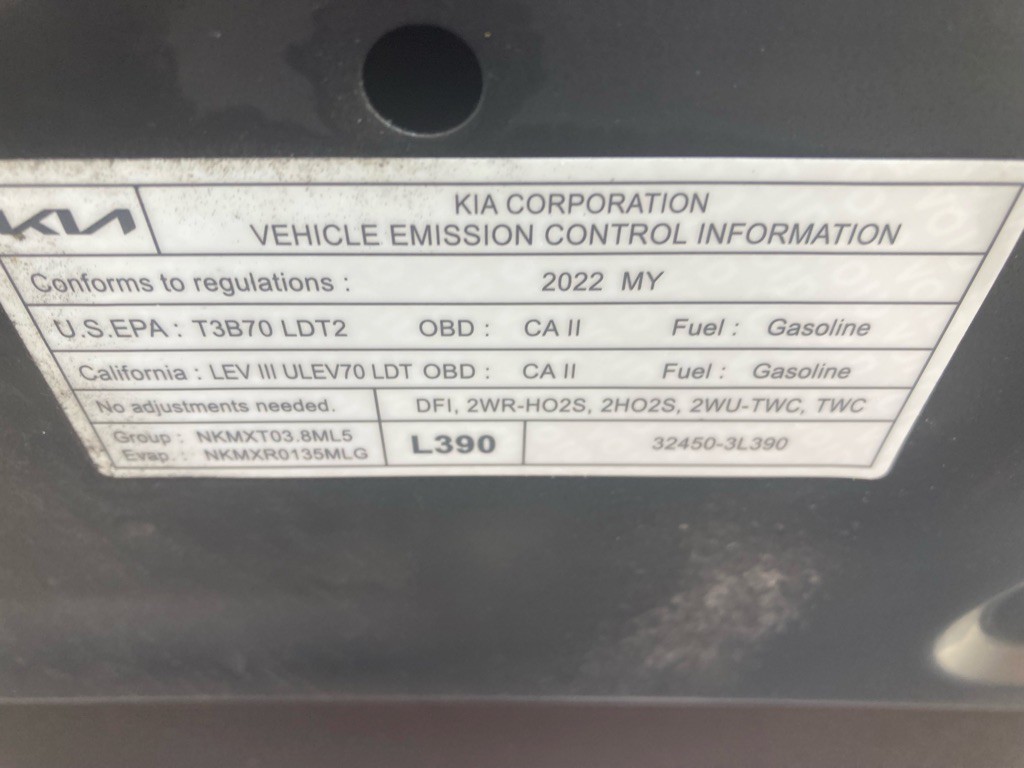 KIA
KIA CORPORATION
VEHICLE EMISSION CONTROL INFORMATION
Conforms to regulations : 2022 MY
U.S.EPA : T3B70 LDT2 OBD : CA II Fuel : Gasoline
California : LEV III ULEV70 LDT OBD : CA II Fuel : Gasoline
No adjustments needed. DFI, 2WR-HO2S, 2HO2S, 2WU-TWC, TWC
Group : NKMXT03.8ML5
Evap. : NKMXR0135MLG
L390
32450-3L390